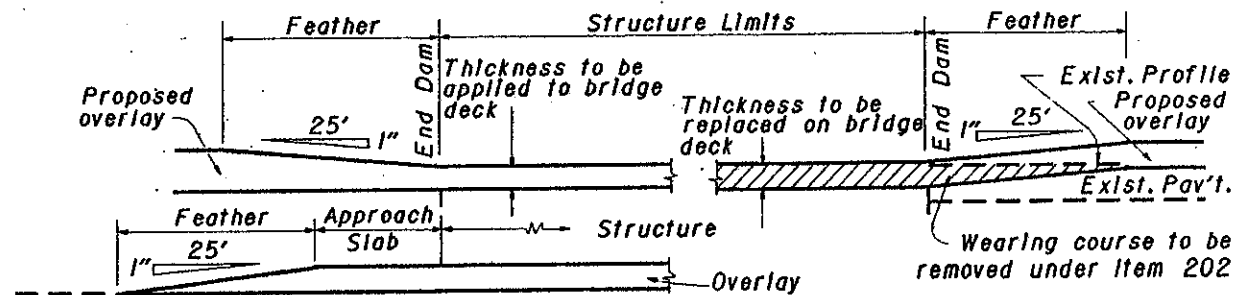 Feather
Structure Limits
Feather
End Dam
Thickness to be
applied to bridge
deck
End Dam
Exist. Profile
Proposed
overlay
Proposed
overlay
25'
1"
Thickness to be
replaced on bridge
deck
25'
1"
Exist. Pav't.
Feather
Approach
Slab
Structure
25'
1"
Wearing course to be
removed under Item 202
Overlay